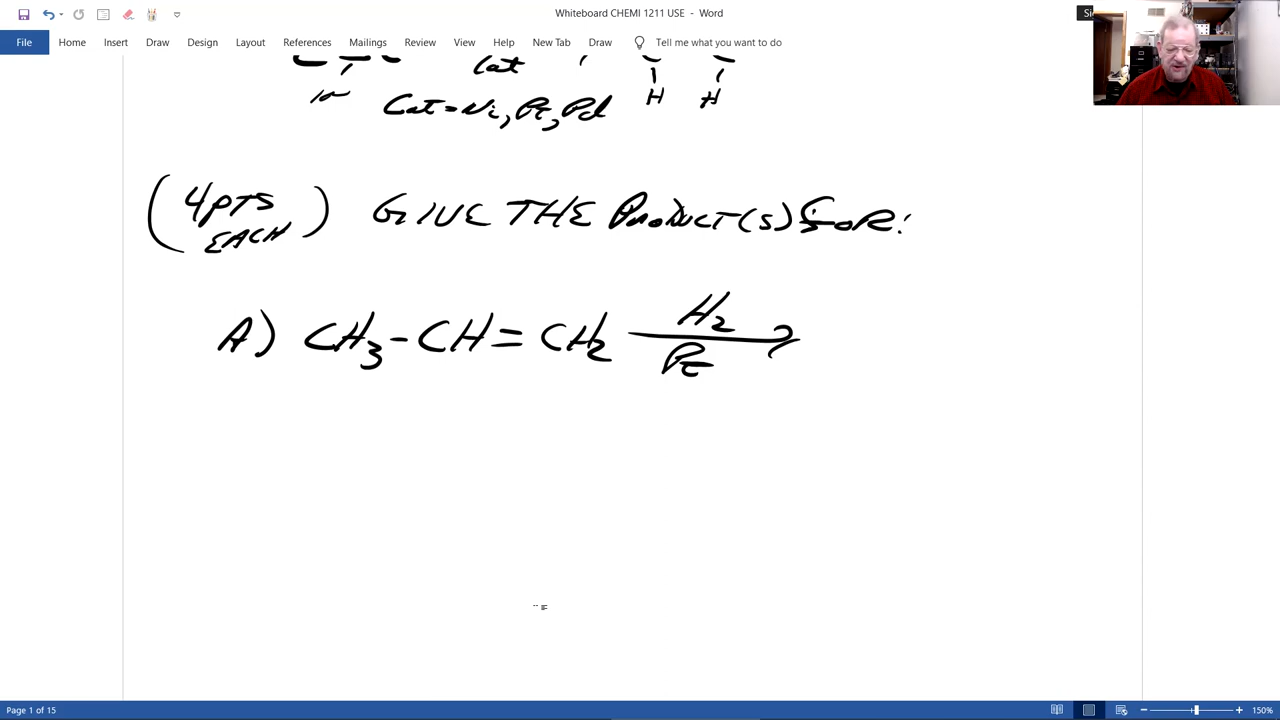 Whiteboard CHEMI 1211 USE - Word
File Home Insert Draw Design Layout References Mailings Review View Help New Tab Draw Tell me what you want to do
Cat
H H
Cat = Ni, Pt, Pd
(4pts EACH) GIVE THE PRODUCT(S) FOR:
A) CH3-CH=CH2 H2 Pt
Page 1 of 15 150%